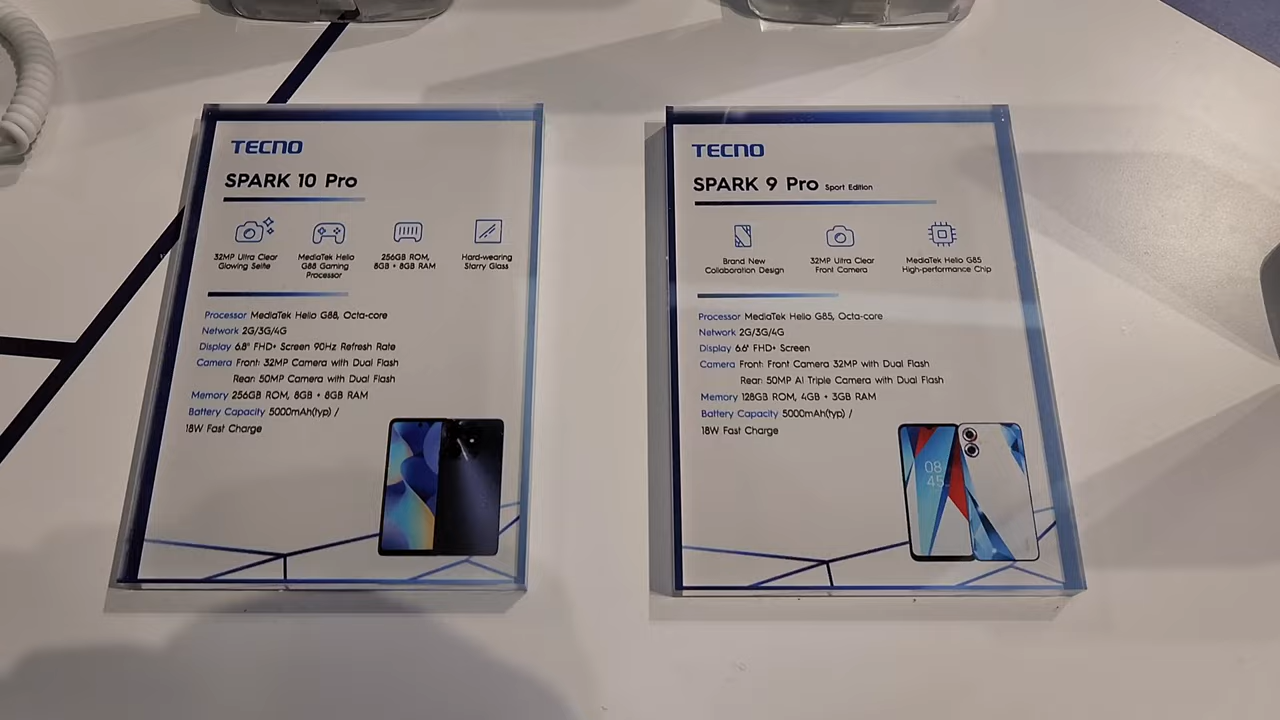 TECNO
SPARK 10 Pro
32MP Ultra Clear
Glowing Selfie
MediaTek Helio
G88 Gaming
Processor
256GB ROM,
8GB + 8GB RAM
Hard-wearing
Starry Glass
Processor MediaTek Helio G88, Octa-core
Network 2G/3G/4G
Display 6.8" FHD+ Screen 90Hz Refresh Rate
Camera Front: 32MP Camera with Dual Flash
Rear: 50MP Camera with Dual Flash
Memory 256GB ROM, 8GB + 8GB RAM
Battery Capacity 5000mAh(typ) /
18W Fast Charge
TECNO
SPARK 9 Pro Sport Edition
Brand New
Collaboration Design
32MP Ultra Clear
Front Camera
MediaTek Helio G85
High-performance Chip
Processor MediaTek Helio G85, Octa-core
Network 2G/3G/4G
Display 6.6" FHD+ Screen
Camera Front: Front Camera 32MP with Dual Flash
Rear: 50MP AI Triple Camera with Dual Flash
Memory 128GB ROM, 4GB + 3GB RAM
Battery Capacity 5000mAh(typ) /
18W Fast Charge
08
45